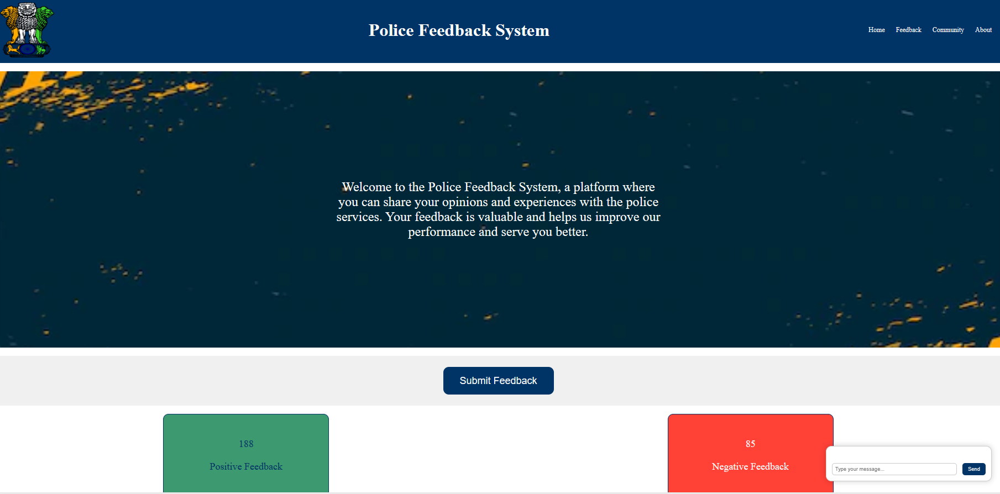 Police Feedback System
Home Feedback Community About
Welcome to the Police Feedback System, a platform where
you can share your opinions and experiences with the police
services. Your feedback is valuable and helps us improve our
performance and serve you better.
Submit Feedback
188
Positive Feedback
85
Negative Feedback
Type your message... Send